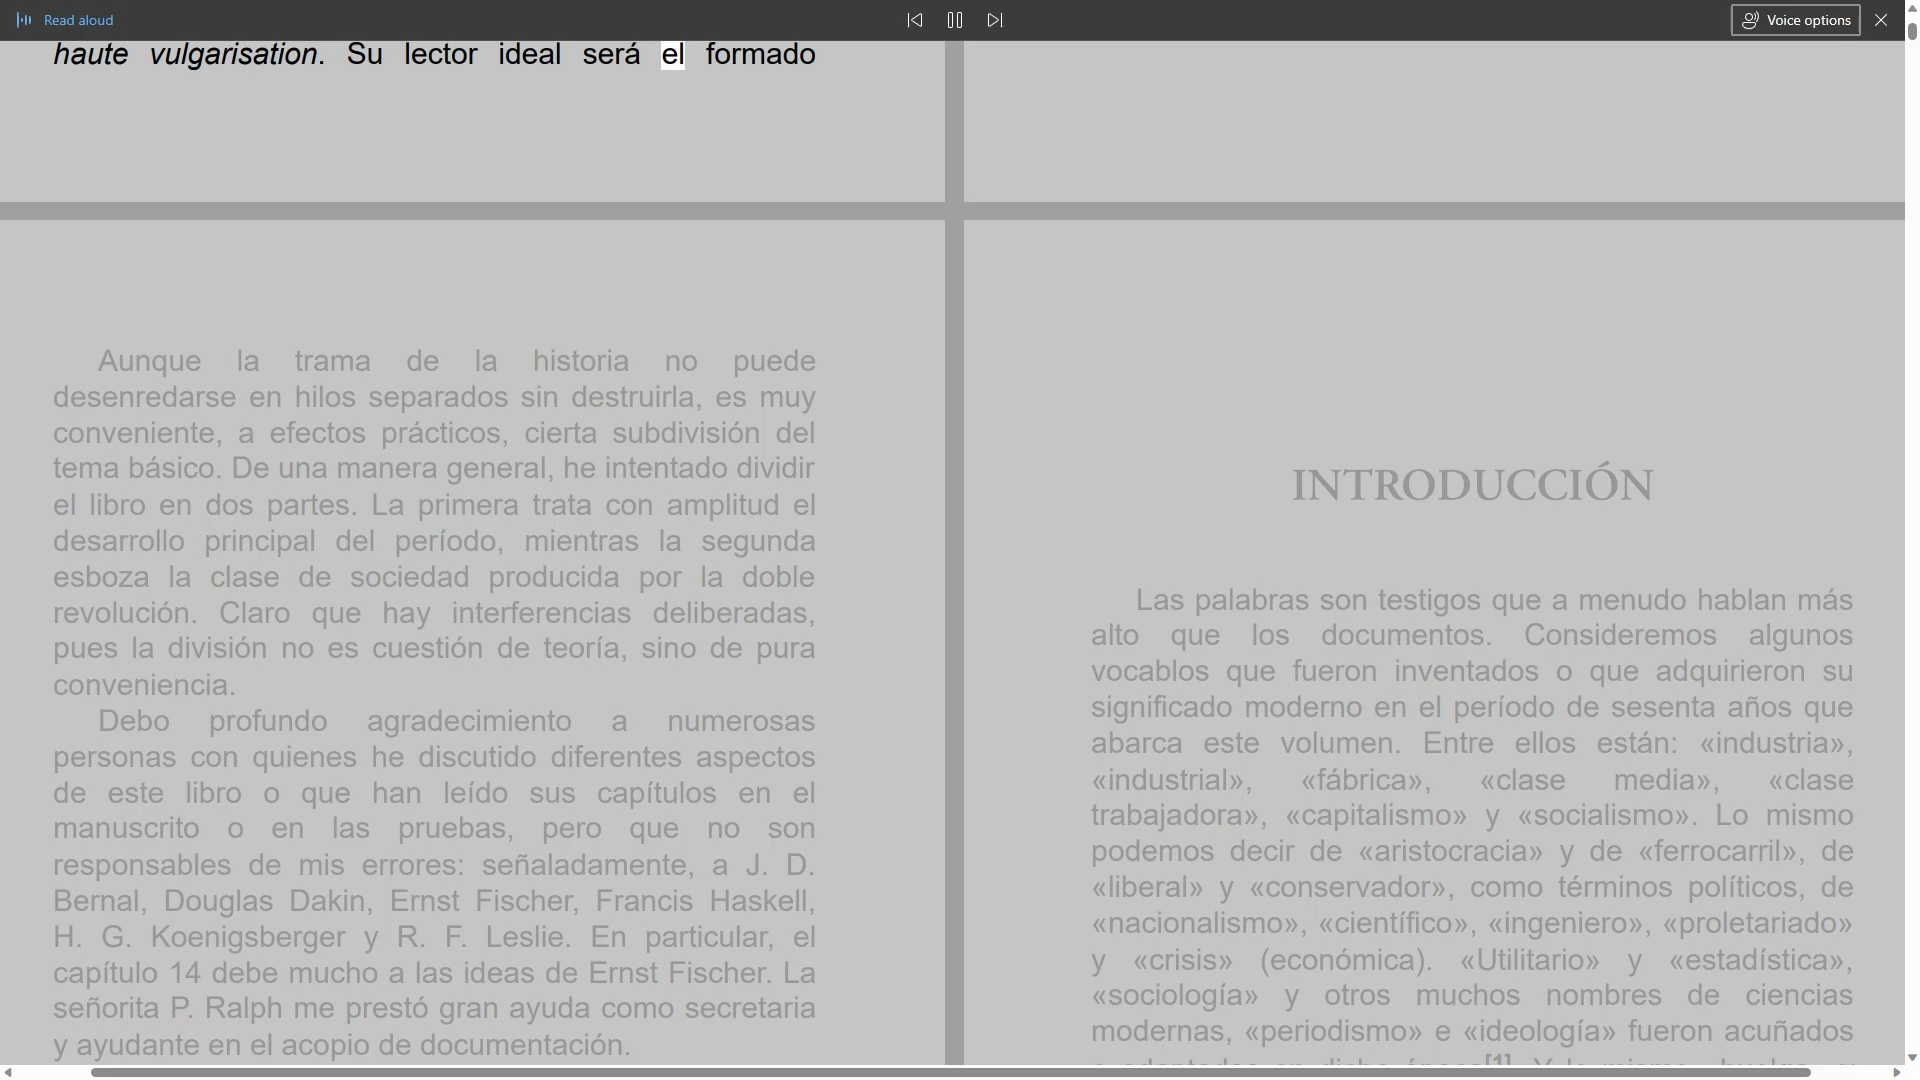 Read aloud
Voice options
haute vulgarisation. Su lector ideal será el formado
Aunque la trama de la historia no puede
desenredarse en hilos separados sin destruirla, es muy
conveniente, a efectos prácticos, cierta subdivisión del
tema básico. De una manera general, he intentado dividir
el libro en dos partes. La primera trata con amplitud el
desarrollo principal del período, mientras la segunda
esboza la clase de sociedad producida por la doble
revolución. Claro que hay interferencias deliberadas,
pues la división no es cuestión de teoría, sino de pura
conveniencia.
Debo profundo agradecimiento a numerosas
personas con quienes he discutido diferentes aspectos
de este libro o que han leído sus capítulos en el
manuscrito o en las pruebas, pero que no son
responsables de mis errores: señaladamente, a J. D.
Bernal, Douglas Dakin, Ernst Fischer, Francis Haskell,
H. G. Koenigsberger y R. F. Leslie. En particular, el
capítulo 14 debe mucho a las ideas de Ernst Fischer. La
señorita P. Ralph me prestó gran ayuda como secretaria
y ayudante en el acopio de documentación.
INTRODUCCIÓN
Las palabras son testigos que a menudo hablan más
alto que los documentos. Consideremos algunos
vocablos que fueron inventados o que adquirieron su
significado moderno en el período de sesenta años que
abarca este volumen. Entre ellos están: «industria»,
«industrial», «fábrica», «clase media», «clase
trabajadora», «capitalismo» y «socialismo». Lo mismo
podemos decir de «aristocracia» y de «ferrocarril», de
«liberal» y «conservador», como términos políticos, de
«nacionalismo», «científico», «ingeniero», «proletariado»
y «crisis» (económica). «Utilitario» y «estadística»,
«sociología» y otros muchos nombres de ciencias
modernas, «periodismo» e «ideología» fueron acuñados
[1]